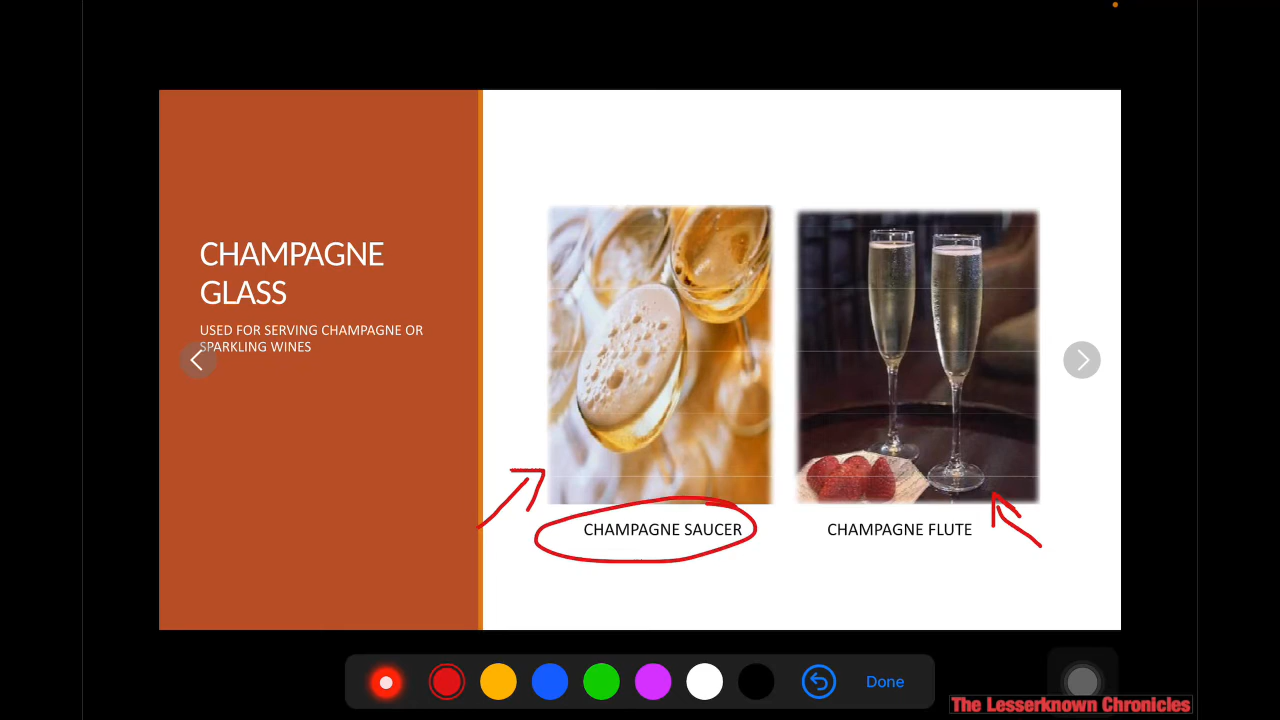 CHAMPAGNE
GLASS
USED FOR SERVING CHAMPAGNE OR
SPARKLING WINES
CHAMPAGNE SAUCER
CHAMPAGNE FLUTE
Done
The Lesserknown Chronicles